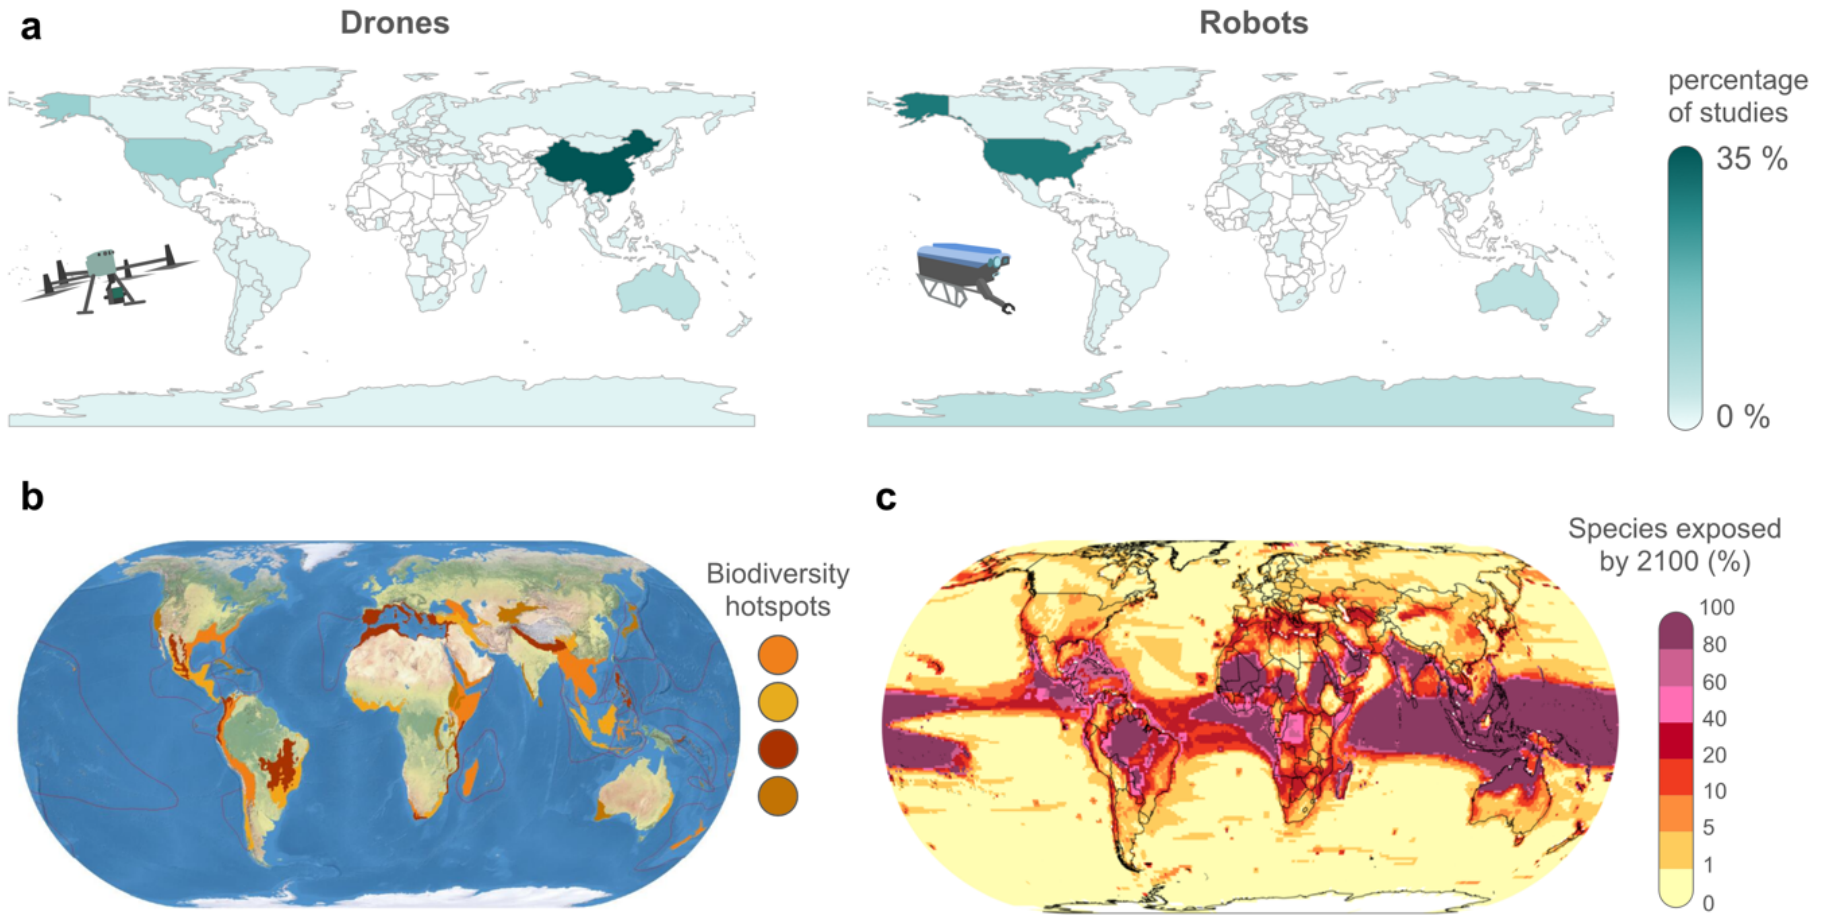 a
Drones
Robots
percentage
of studies
35 %
0 %
b
Biodiversity
hotspots
c
Species exposed
by 2100 (%)
100
80
60
40
20
10
5
1
0